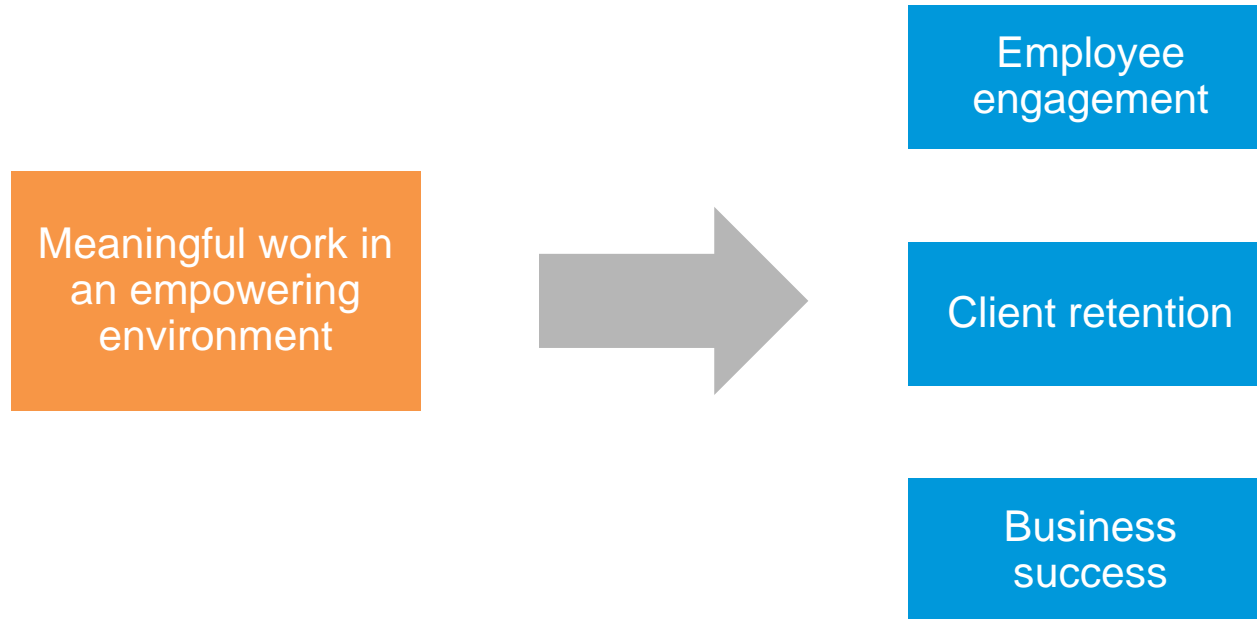 Meaningful work in
an empowering
environment
Employee
engagement
Client retention
Business
success